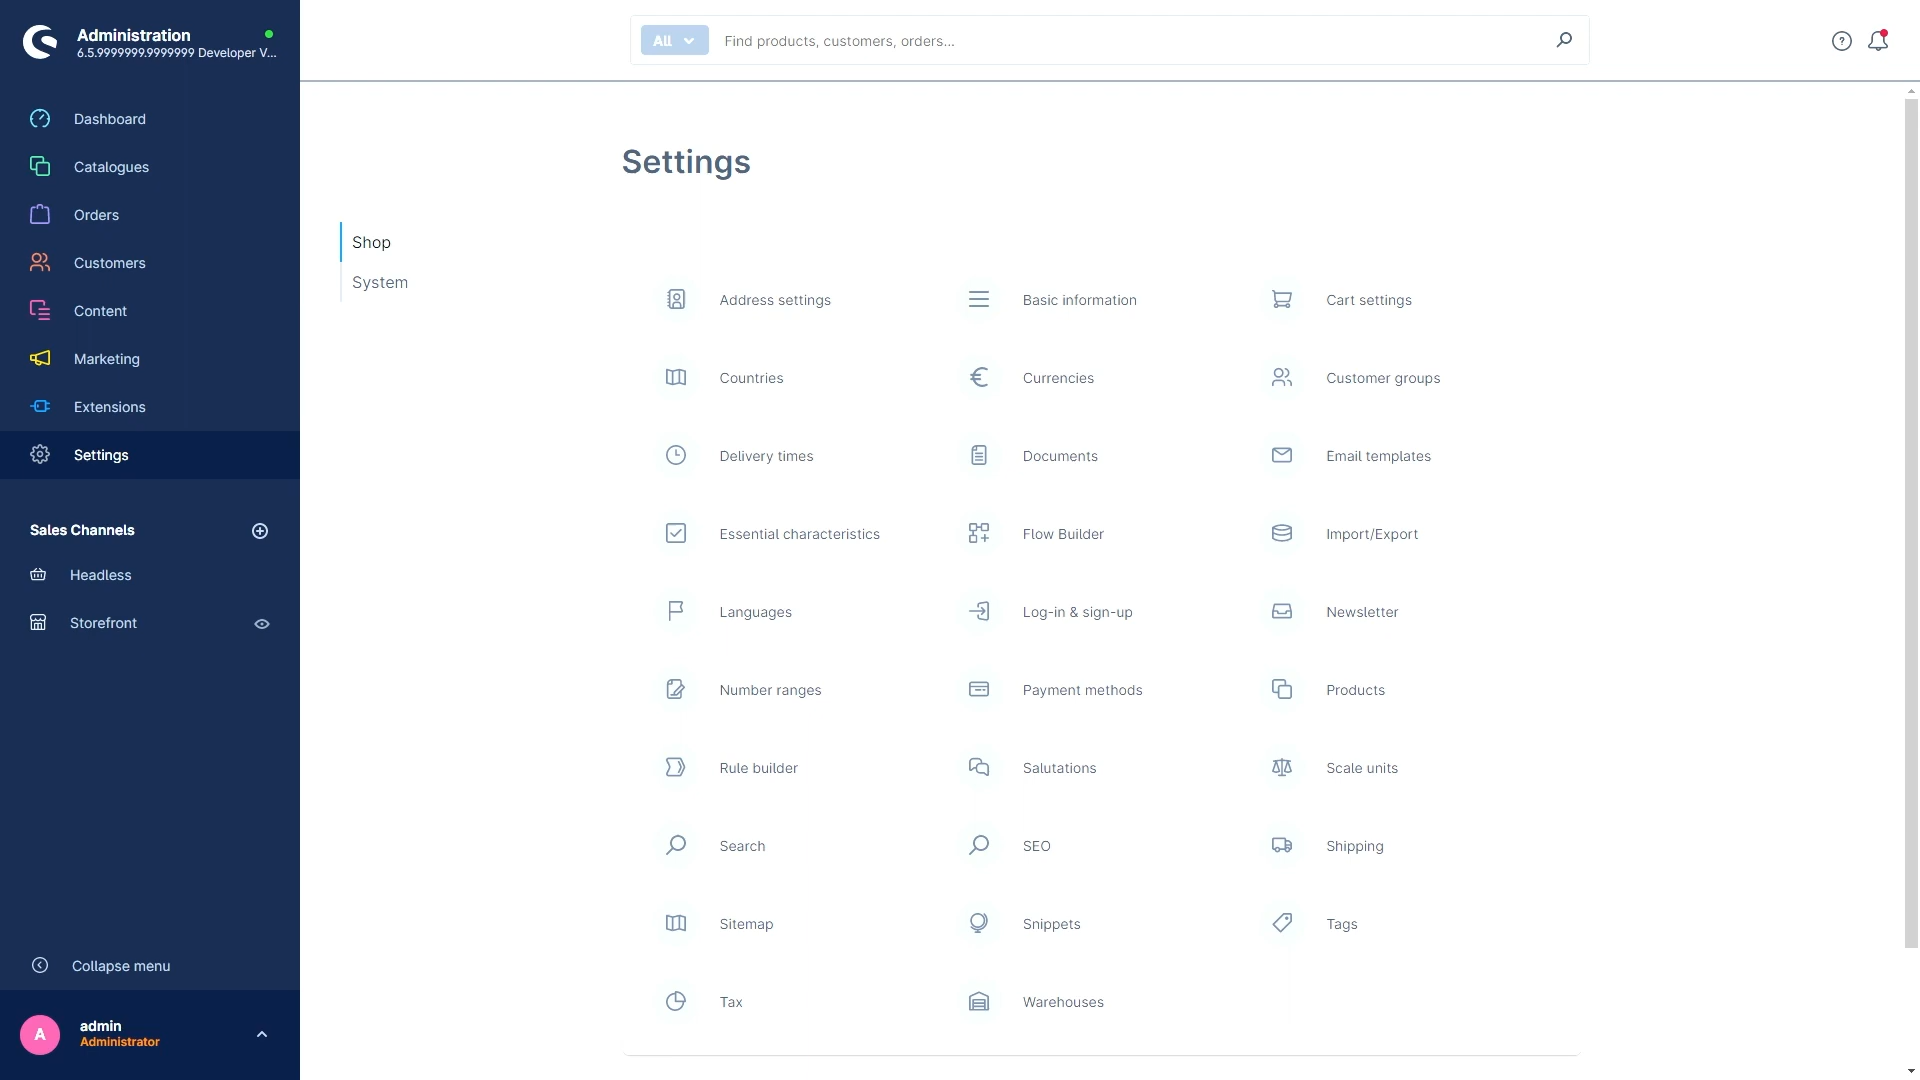 Administration
6.5.9999999.9999999 Developer V...
All
Find products, customers, orders...
Dashboard
Catalogues
Orders
Customers
Content
Marketing
Extensions
Settings
Sales Channels
Headless
Storefront
Collapse menu
A
admin
Administrator
Settings
Shop
System
Address settings
Basic information
Cart settings
Countries
Currencies
Customer groups
Delivery times
Documents
Email templates
Essential characteristics
Flow Builder
Import/Export
Languages
Log-in & sign-up
Newsletter
Number ranges
Payment methods
Products
Rule builder
Salutations
Scale units
Search
SEO
Shipping
Sitemap
Snippets
Tags
Tax
Warehouses